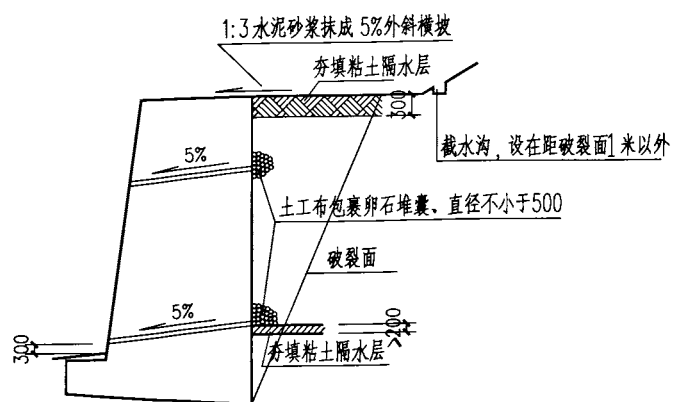 1:3水泥砂浆抹成 5%外斜横坡
夯填粘土隔水层
300
截水沟，设在距破裂面1米以外
5%
土工布包裹卵石堆囊、直径不小于500
破裂面
5%
>200
300
夯填粘土隔水层